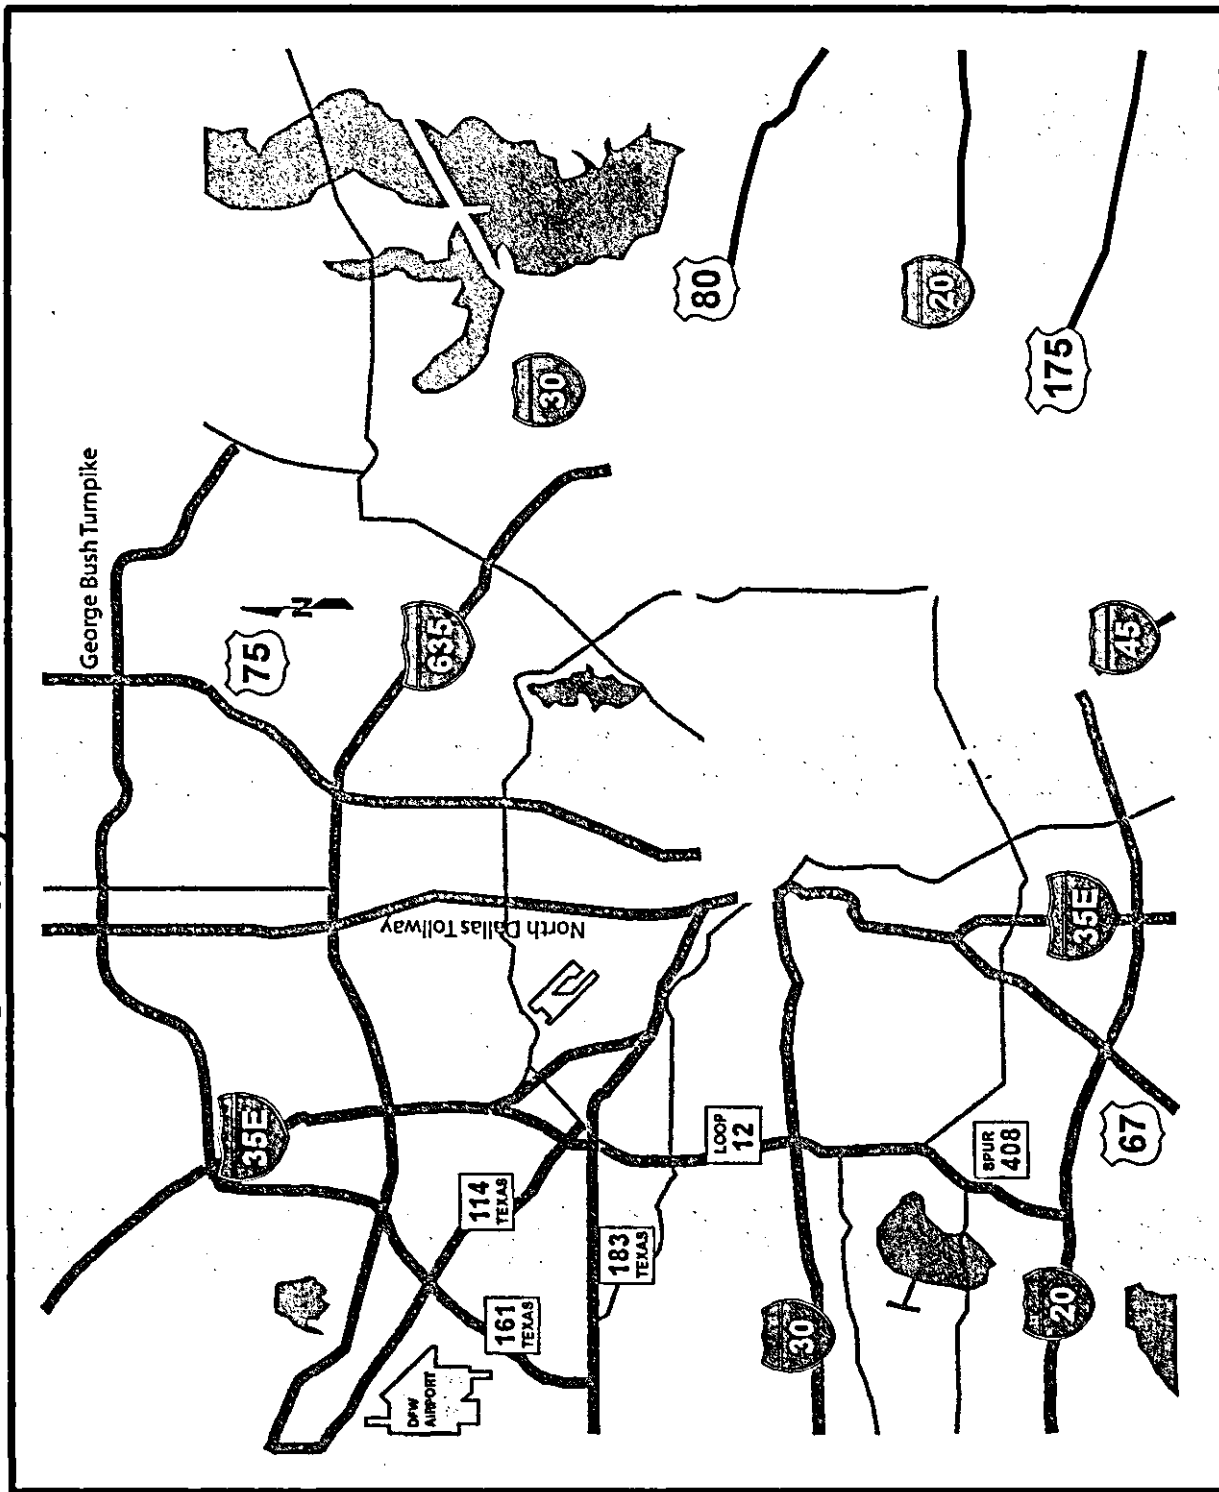 George Bush Turnpike
75
N
635
30
80
20
175
45
35E
North Dallas Tollway
35E
114
TEXAS
161
TEXAS
183
TEXAS
DFW
AIRPORT
LOOP
12
SPUR
408
67
30
20